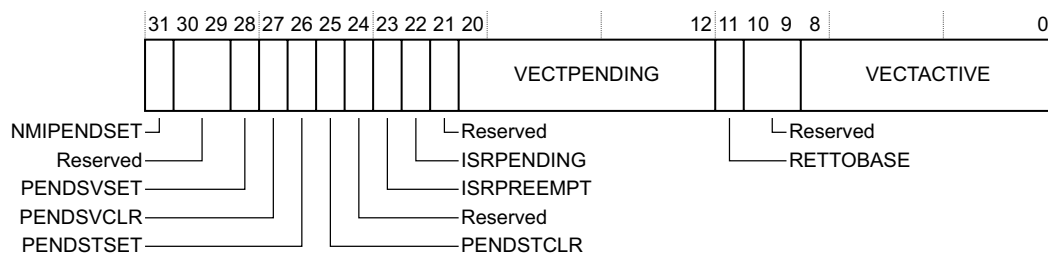 31 30 29 28 27 26 25 24 23 22 21 20 12 11 10 9 8 0
VECTPENDING VECTACTIVE
NMIPENDSET Reserved Reserved
Reserved ISRPENDING RETTOBASE
PENDSVSET ISRPREEMPT
PENDSVCLR Reserved
PENDSTSET PENDSTCLR